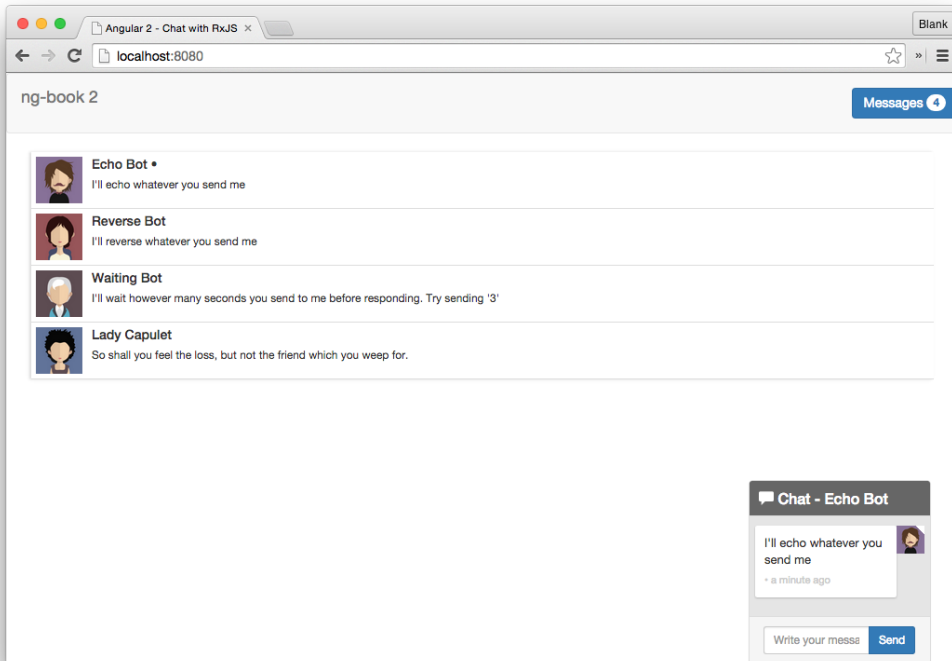 Angular 2 - Chat with RxJS ×
Blank
localhost:8080
»
ng-book 2
Messages 4
Echo Bot •
I'll echo whatever you send me
Reverse Bot
I'll reverse whatever you send me
Waiting Bot
I'll wait however many seconds you send to me before responding. Try sending '3'
Lady Capulet
So shall you feel the loss, but not the friend which you weep for.
Chat - Echo Bot
I'll echo whatever you
send me
• a minute ago
Write your messa
Send